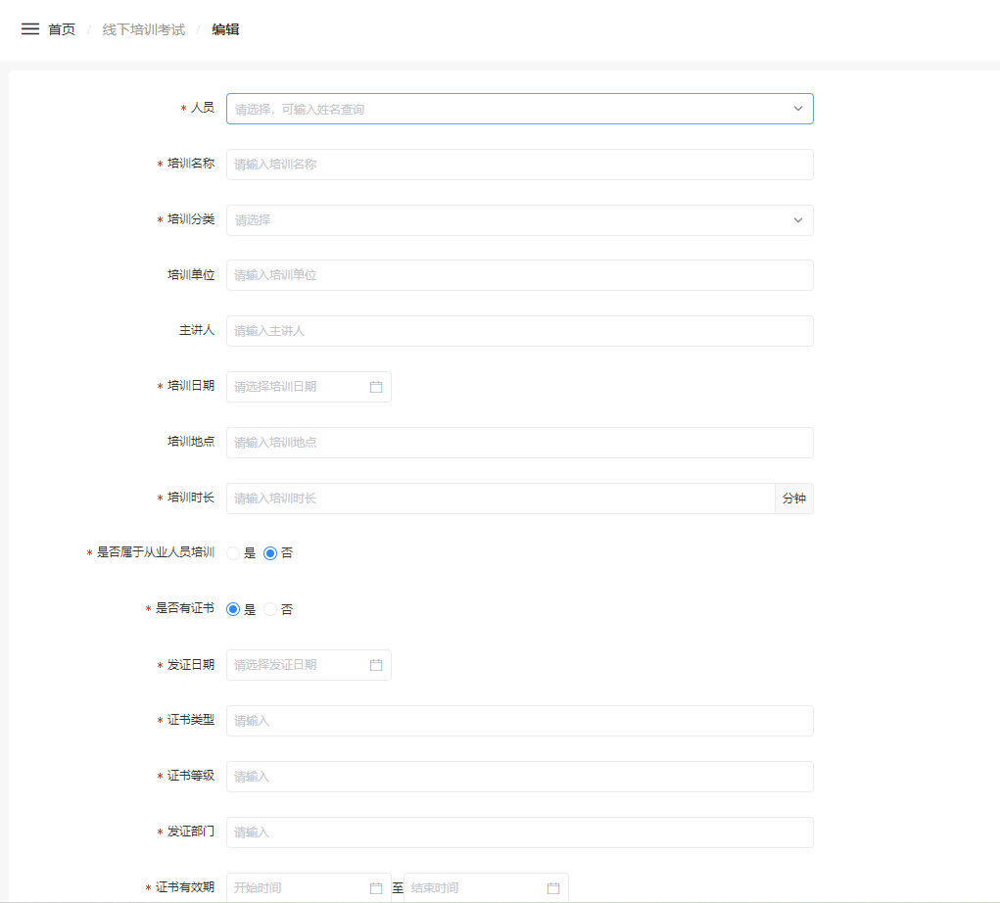 首页 / 线下培训考试 / 编辑
* 人员 请选择，可输入姓名查询
* 培训名称 请输入培训名称
* 培训分类 请选择
培训单位 请输入培训单位
主讲人 请输入主讲人
* 培训日期 请选择培训日期
培训地点 请输入培训地点
* 培训时长 请输入培训时长 分钟
* 是否属于从业人员培训 是 否
* 是否有证书 是 否
* 发证日期 请选择发证日期
* 证书类型 请输入
* 证书等级 请输入
* 发证部门 请输入
* 证书有效期 开始时间 至 结束时间